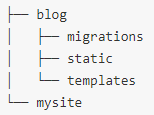 ├── blog
│   ├── migrations
│   ├── static
│   └── templates
└── mysite